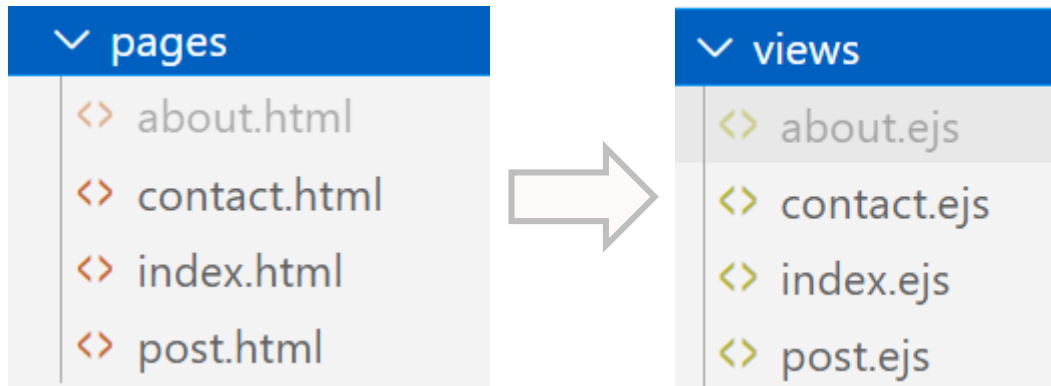 pages
about.html
contact.html
index.html
post.html
views
about.ejs
contact.ejs
index.ejs
post.ejs